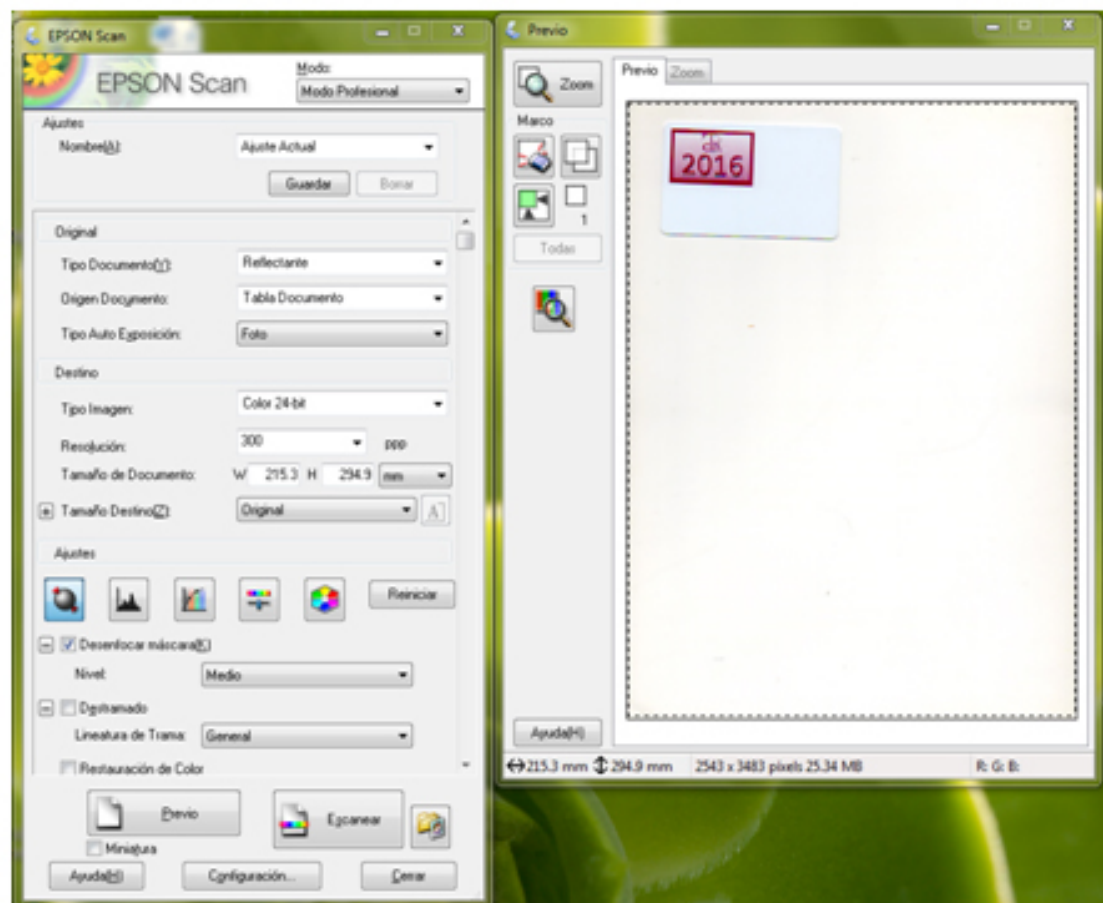 EPSON Scan
EPSON Scan
Modo:
Modo Profesional
Ajustes
Nombre(A):
Ajuste Actual
Guardar
Borrar
Original
Tipo Documento(Y):
Reflectante
Origen Documento:
Tabla Documento
Tipo Auto Exposición:
Foto
Destino
Tipo Imagen:
Color 24-bit
Resolución:
300
ppp
Tamaño de Documento:
W 215.3 H 294.9 mm
Tamaño Destino(Z):
Original
Ajustes
Reiniciar
Desenfocar máscara(K)
Nivel:
Medio
Destramado
Lineatura de Trama:
General
Restauración de Color
Previo
Escanear
Miniatura
Ayuda(H)
Configuración...
Cerrar
Previo
Zoom
Marco
1
Todas
Ayuda(H)
Previo
Zoom
2016
215.3 mm
294.9 mm
2543 x 3483 pixels 25.34 MB
R: G: B: